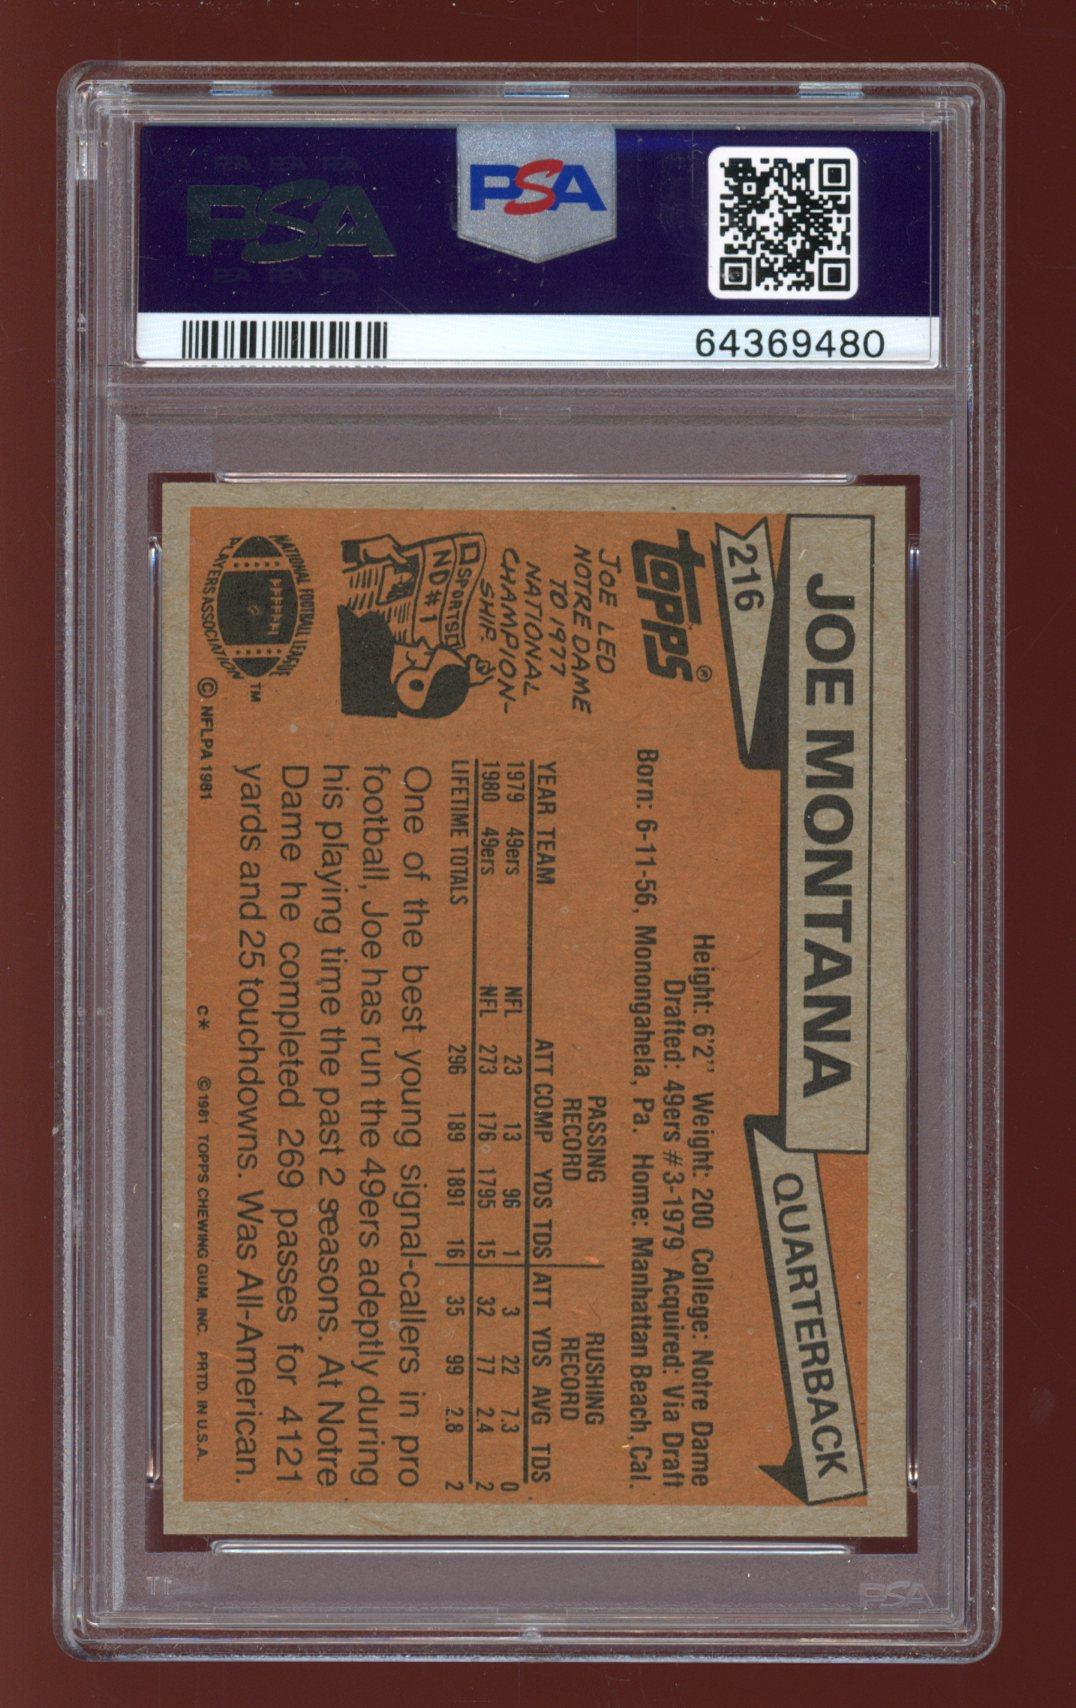 PSA
PSA
64369480
JOE MONTANA
QUARTERBACK
216
Topps®
Height: 6'2" Weight: 200 College: Notre Dame
Drafted: 49ers #3-1979 Acquired: Via Draft
Born: 6-11-56, Monongahela, Pa. Home: Manhattan Beach, Cal.
JOE LED
NOTRE DAME
TO 1977
NATIONAL
CHAMPION-
SHIP.
SPORTS
ND #1
PASSING RECORD RUSHING RECORD
YEAR TEAM ATT COMP YDS TDS ATT YDS AVG TDS
1979 49ers NFL 23 13 96 1 3 22 7.3 0
1980 49ers NFL 273 176 1795 15 32 77 2.4 2
LIFETIME TOTALS 296 189 1891 16 35 99 2.8 2
One of the best young signal-callers in pro
football, Joe has run the 49ers adeptly during
his playing time the past 2 seasons. At Notre
Dame he completed 269 passes for 4121
yards and 25 touchdowns. Was All-American.
NATIONAL FOOTBALL LEAGUE
PLAYERS ASSOCIATION
™
© NFLPA 1981
C* ©1981 TOPPS CHEWING GUM, INC. PRTD. IN U.S.A.
PSA